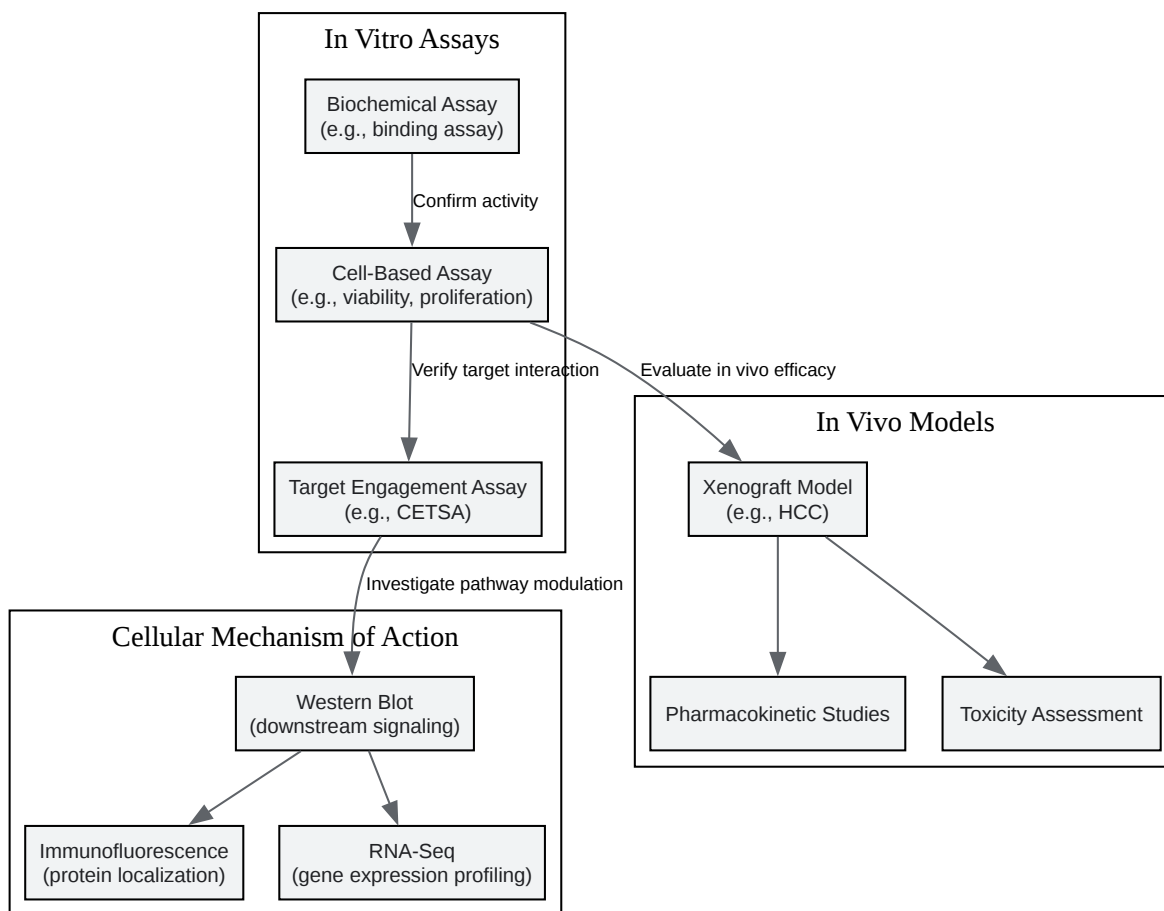 In Vitro Assays
Biochemical Assay
(e.g., binding assay)
Confirm activity
Cell-Based Assay
(e.g., viability, proliferation)
Verify target interaction
Evaluate in vivo efficacy
Target Engagement Assay
(e.g., CETSA)
In Vivo Models
Xenograft Model
(e.g., HCC)
Investigate pathway modulation
Cellular Mechanism of Action
Western Blot
(downstream signaling)
Pharmacokinetic Studies
Toxicity Assessment
Immunofluorescence
(protein localization)
RNA-Seq
(gene expression profiling)